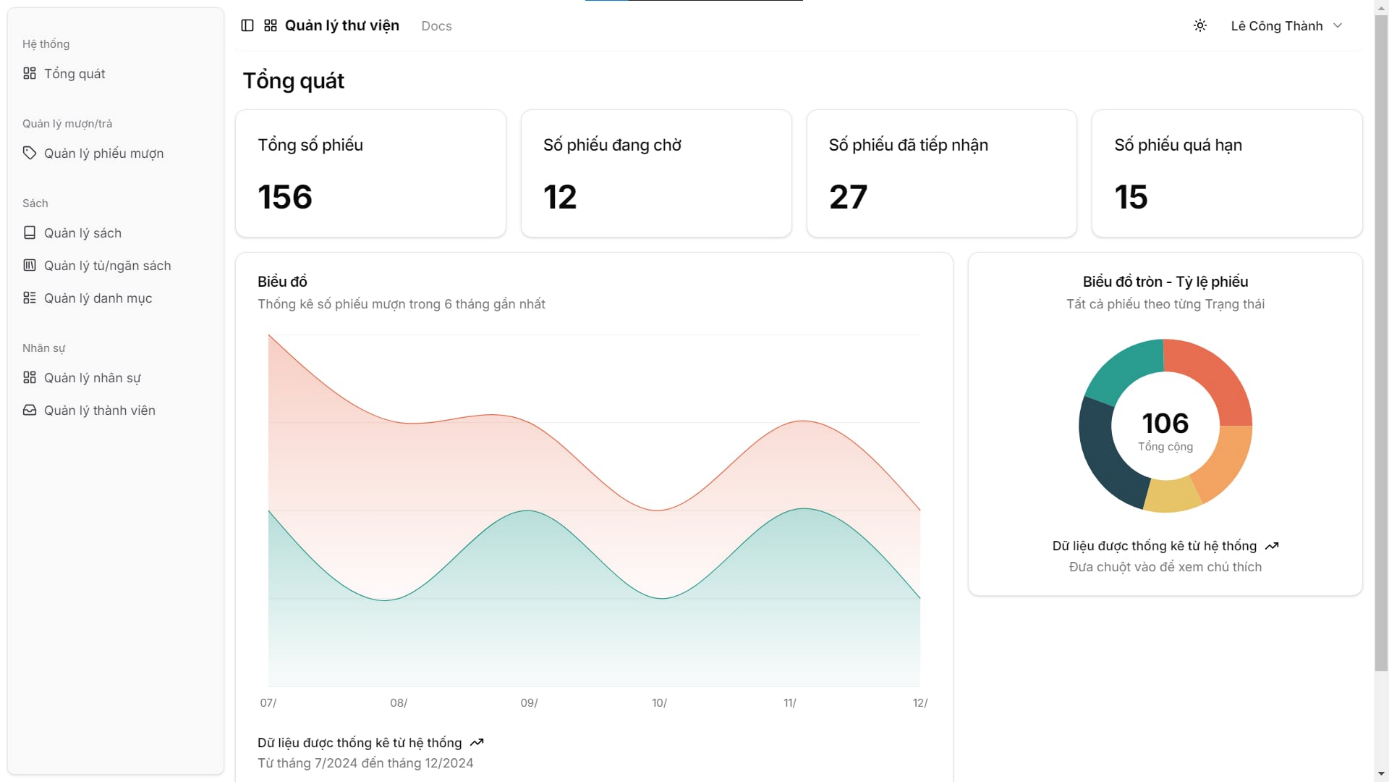 Hệ thống
Tổng quát
Quản lý mượn/trả
Quản lý phiếu mượn
Sách
Quản lý sách
Quản lý tủ/ngăn sách
Quản lý danh mục
Nhân sự
Quản lý nhân sự
Quản lý thành viên
Quản lý thư viện Docs
Lê Công Thành
Tổng quát
Tổng số phiếu
156
Số phiếu đang chờ
12
Số phiếu đã tiếp nhận
27
Số phiếu quá hạn
15
Biểu đồ
Thống kê số phiếu mượn trong 6 tháng gần nhất
07/ 08/ 09/ 10/ 11/ 12/
Dữ liệu được thống kê từ hệ thống
Từ tháng 7/2024 đến tháng 12/2024
Biểu đồ tròn - Tỷ lệ phiếu
Tất cả phiếu theo từng Trạng thái
106
Tổng cộng
Dữ liệu được thống kê từ hệ thống
Đưa chuột vào để xem chú thích